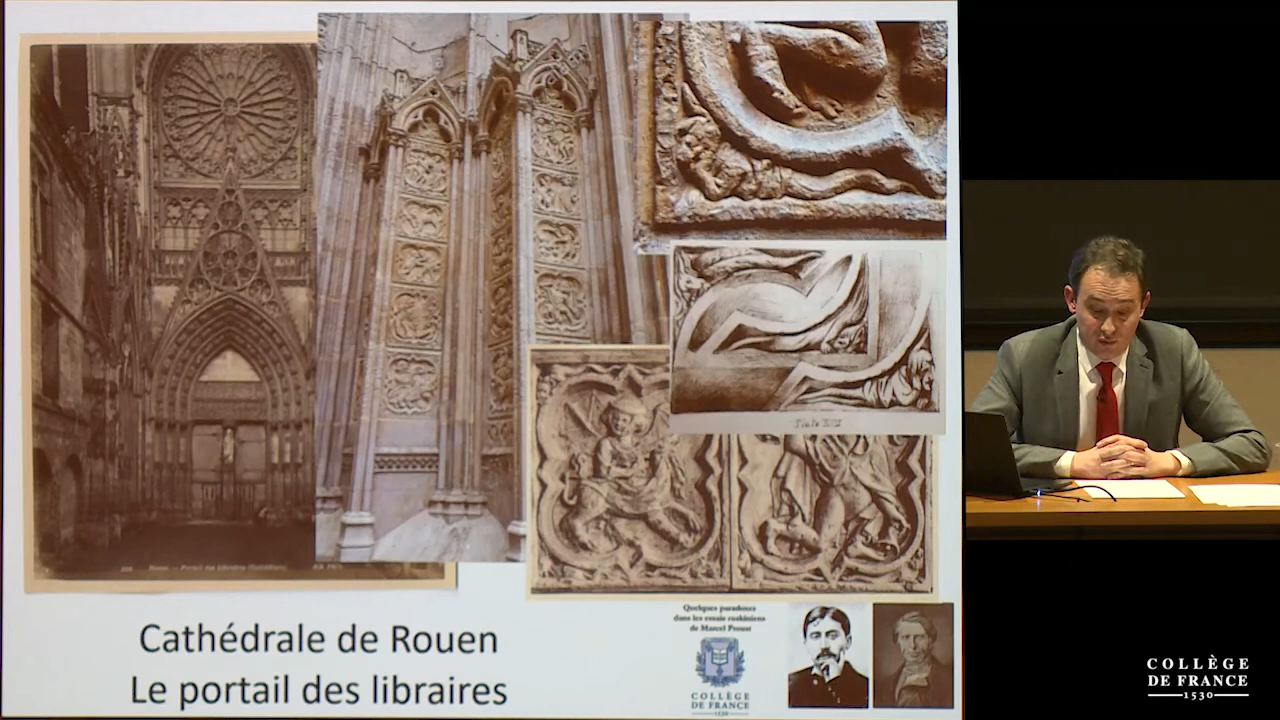 Cathédrale de Rouen
Le portail des libraires
Quelques paradoxes
dans les essais ruskiniens
de Marcel Proust
COLLÈGE
DE FRANCE
1530
COLLÈGE
DE FRANCE
1530